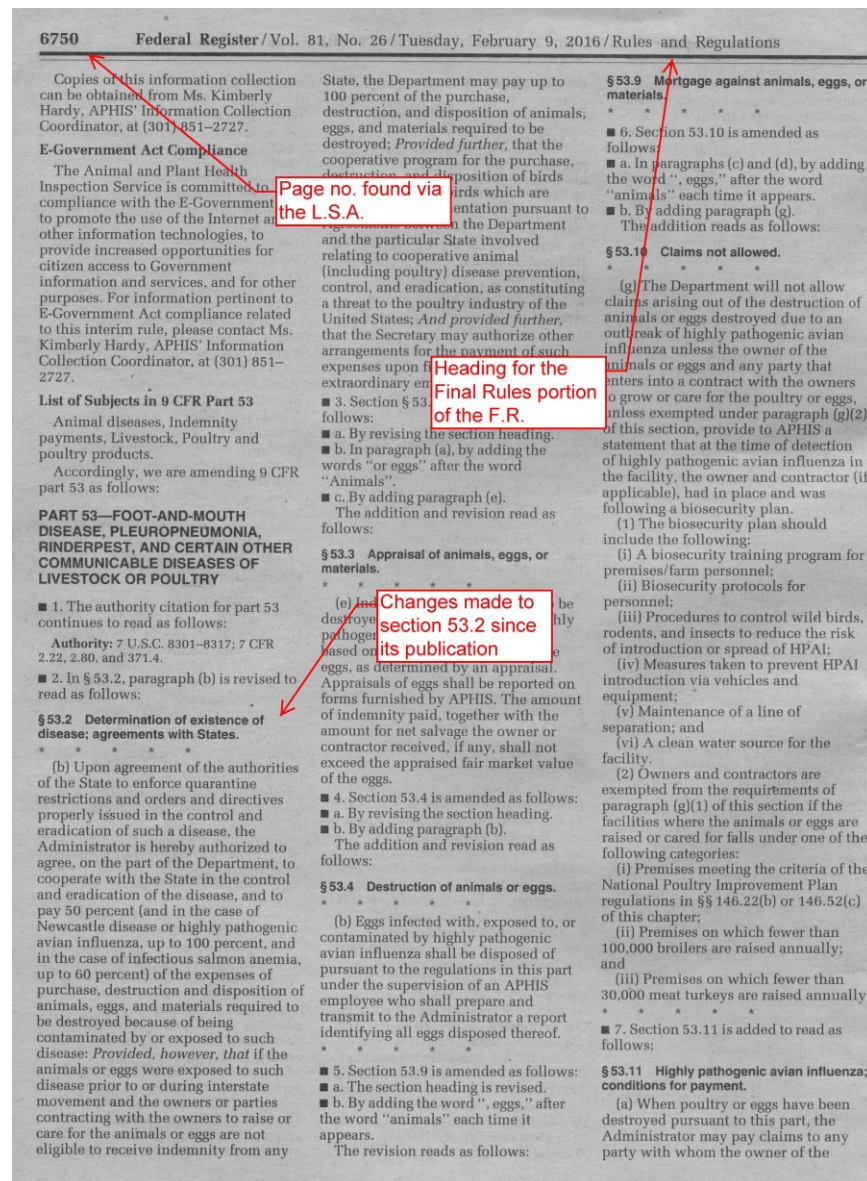 6750 Federal Register / Vol. 81, No. 26 / Tuesday, February 9, 2016 / Rules and Regulations
Copies of this information collection
can be obtained from Ms. Kimberly
Hardy, APHIS' Information Collection
Coordinator, at (301) 851–2727.
E-Government Act Compliance
The Animal and Plant Health
Inspection Service is committed to
compliance with the E-Government
to promote the use of the Internet
other information technologies, to
provide increased opportunities for
citizen access to Government
information and services, and for other
purposes. For information pertinent to
E-Government Act compliance related
to this interim rule, please contact Ms.
Kimberly Hardy, APHIS' Information
Collection Coordinator, at (301) 851–
2727.
List of Subjects in 9 CFR Part 53
Animal diseases, Indemnity
payments, Livestock, Poultry and
poultry products.
Accordingly, we are amending 9 CFR
part 53 as follows:
PART 53—FOOT-AND-MOUTH
DISEASE, PLEUROPNEUMONIA,
RINDERPEST, AND CERTAIN OTHER
COMMUNICABLE DISEASES OF
LIVESTOCK OR POULTRY
■ 1. The authority citation for part 53
continues to read as follows:
Authority: 7 U.S.C. 8301–8317; 7 CFR
2.22, 2.80, and 371.4.
■ 2. In § 53.2, paragraph (b) is revised to
read as follows:
§ 53.2 Determination of existence of
disease; agreements with States.
* * * * *
(b) Upon agreement of the authorities
of the State to enforce quarantine
restrictions and orders and directives
properly issued in the control and
eradication of such a disease, the
Administrator is hereby authorized to
agree, on the part of the Department, to
cooperate with the State in the control
and eradication of the disease, and to
pay 50 percent (and in the case of
Newcastle disease or highly pathogenic
avian influenza, up to 100 percent, and
in the case of infectious salmon anemia,
up to 60 percent) of the expenses of
purchase, destruction and disposition of
animals, eggs, and materials required to
be destroyed because of being
contaminated by or exposed to such
disease: Provided, however, that if the
animals or eggs were exposed to such
disease prior to or during interstate
movement and the owners or parties
contracting with the owners to raise or
care for the animals or eggs are not
eligible to receive indemnity from any
State, the Department may pay up to
100 percent of the purchase,
destruction, and disposition of animals,
eggs, and materials required to be
destroyed; Provided further, that the
cooperative program for the purchase,
destruction, and disposition of birds
Page no. found via
the L.S.A.
birds which are
pursuant to
Agreements between the Department
and the particular State involved
relating to cooperative animal
(including poultry) disease prevention,
control, and eradication, as constituting
a threat to the poultry industry of the
United States; And provided further,
that the Secretary may authorize other
arrangements for the payment of such
expenses upon
extraordinary
Heading for the
Final Rules portion
of the F.R.
■ 3. Section § 53.
follows:
■ a. By revising the section heading.
■ b. In paragraph (a), by adding the
words "or eggs" after the word
"Animals".
■ c. By adding paragraph (e).
The addition and revision read as
follows:
§ 53.3 Appraisal of animals, eggs, or
materials.
* * * * *
(e) be
Changes made to
section 53.2 since
its publication
based on
eggs, as determined by an appraisal.
Appraisals of eggs shall be reported on
forms furnished by APHIS. The amount
of indemnity paid, together with the
amount for net salvage the owner or
contractor received, if any, shall not
exceed the appraised fair market value
of the eggs.
■ 4. Section 53.4 is amended as follows:
■ a. By revising the section heading.
■ b. By adding paragraph (b).
The addition and revision read as
follows:
§ 53.4 Destruction of animals or eggs.
* * * * *
(b) Eggs infected with, exposed to, or
contaminated by highly pathogenic
avian influenza shall be disposed of
pursuant to the regulations in this part
under the supervision of an APHIS
employee who shall prepare and
transmit to the Administrator a report
identifying all eggs disposed thereof.
* * * * *
■ 5. Section 53.9 is amended as follows:
■ a. The section heading is revised.
■ b. By adding the word ", eggs," after
the word "animals" each time it
appears.
The revision reads as follows:
§ 53.9 Mortgage against animals, eggs, or
materials.
* * * * *
■ 6. Section 53.10 is amended as
follows:
■ a. In paragraphs (c) and (d), by adding
the word ", eggs," after the word
"animals" each time it appears.
■ b. By adding paragraph (g).
The addition reads as follows:
§ 53.10 Claims not allowed.
* * * * *
(g) The Department will not allow
claims arising out of the destruction of
animals or eggs destroyed due to an
outbreak of highly pathogenic avian
influenza unless the owner of the
animals or eggs and any party that
enters into a contract with the owners
to grow or care for the poultry or eggs,
unless exempted under paragraph (g)(2)
of this section, provide to APHIS a
statement that at the time of detection
of highly pathogenic avian influenza in
the facility, the owner and contractor (if
applicable), had in place and was
following a biosecurity plan.
(1) The biosecurity plan should
include the following:
(i) A biosecurity training program for
premises/farm personnel;
(ii) Biosecurity protocols for
personnel;
(iii) Procedures to control wild birds,
rodents, and insects to reduce the risk
of introduction or spread of HPAI;
(iv) Measures taken to prevent HPAI
introduction via vehicles and
equipment;
(v) Maintenance of a line of
separation; and
(vi) A clean water source for the
facility.
(2) Owners and contractors are
exempted from the requirements of
paragraph (g)(1) of this section if the
facilities where the animals or eggs are
raised or cared for falls under one of the
following categories:
(i) Premises meeting the criteria of the
National Poultry Improvement Plan
regulations in §§ 146.22(b) or 146.52(c)
of this chapter;
(ii) Premises on which fewer than
100,000 broilers are raised annually;
and
(iii) Premises on which fewer than
30,000 meat turkeys are raised annually
* * * * *
■ 7. Section 53.11 is added to read as
follows:
§ 53.11 Highly pathogenic avian influenza;
conditions for payment.
(a) When poultry or eggs have been
destroyed pursuant to this part, the
Administrator may pay claims to any
party with whom the owner of the